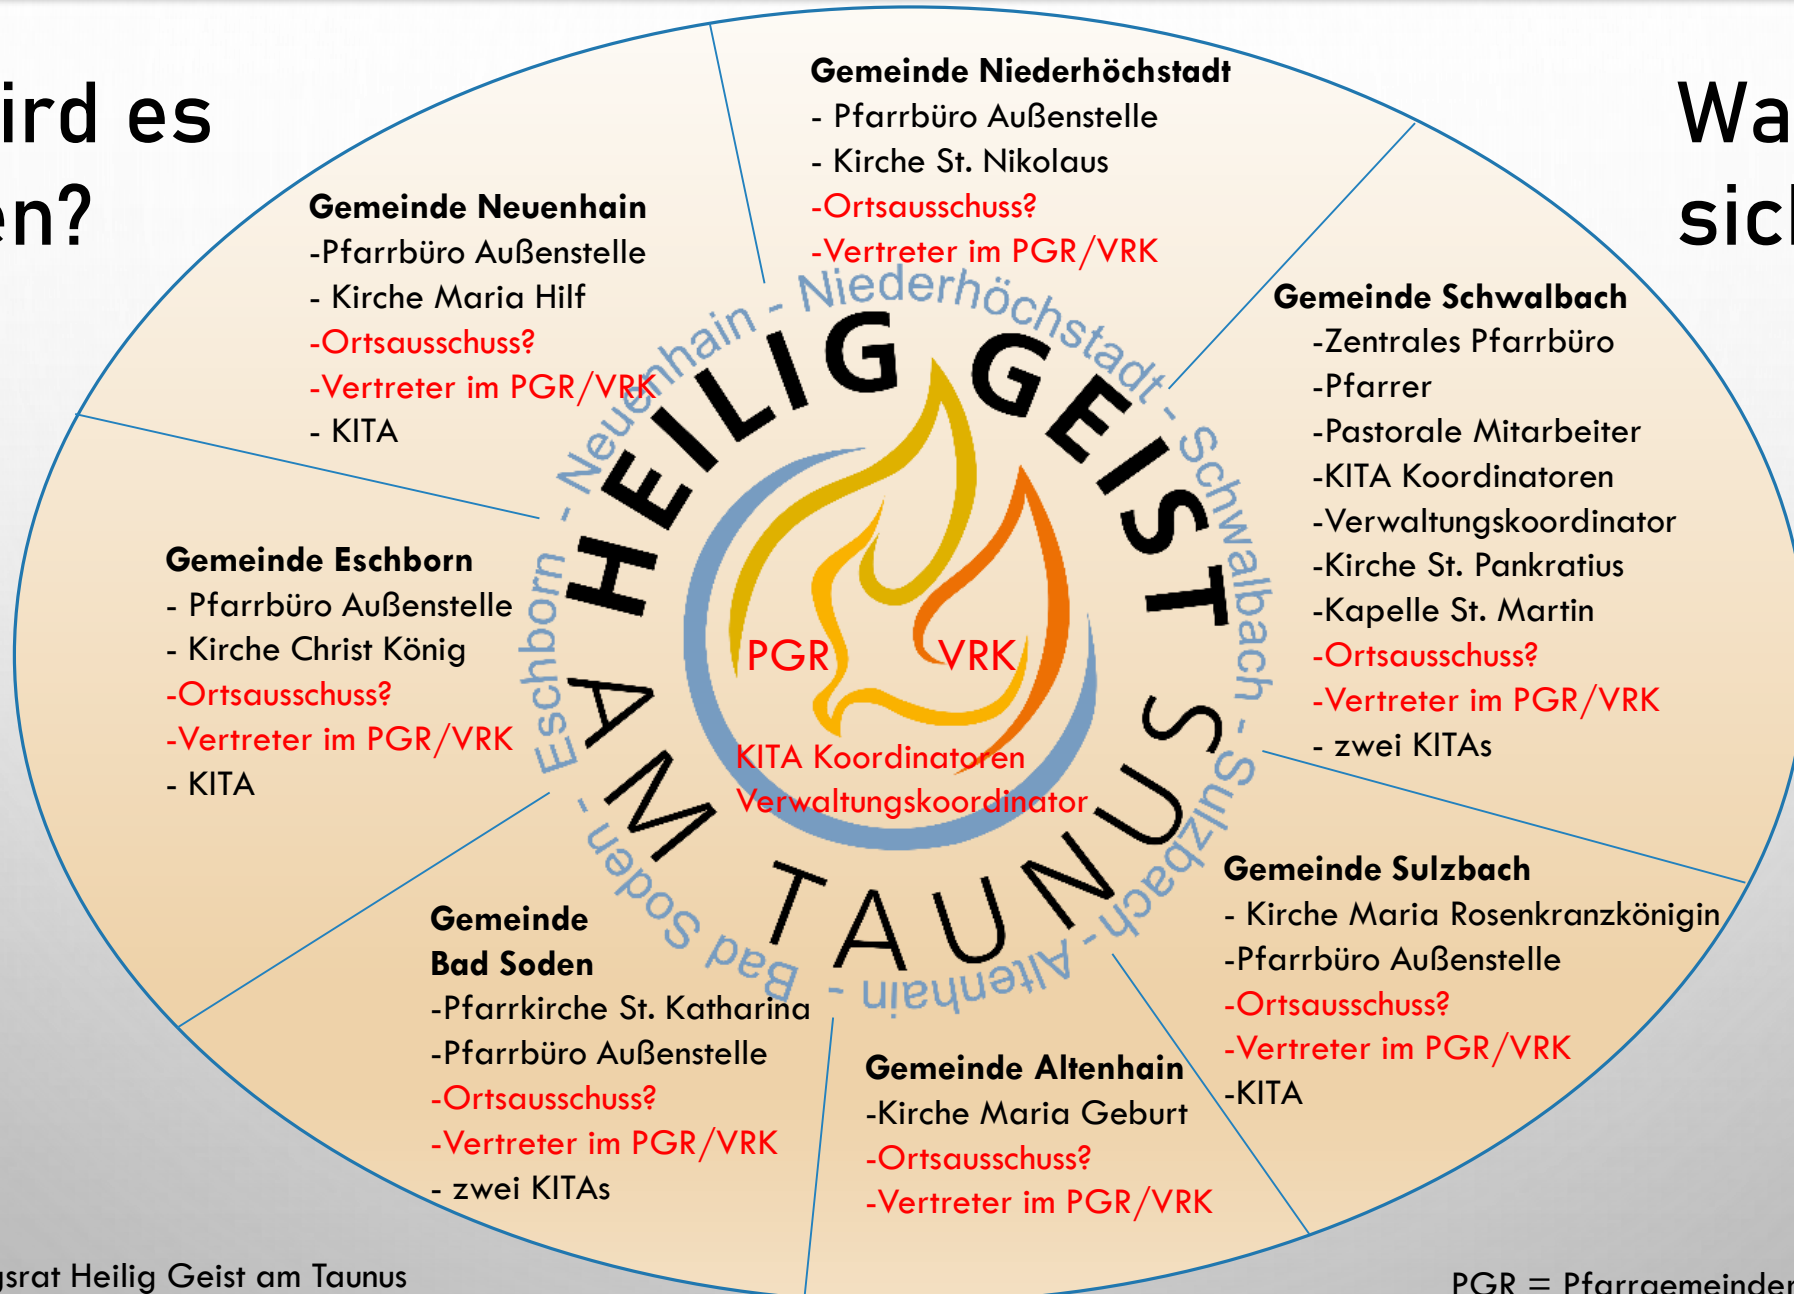 ird es
en?
Wa
sich
Gemeinde Niederhöchstadt
- Pfarrbüro Außenstelle
- Kirche St. Nikolaus
-Ortsausschuss?
-Vertreter im PGR/VRK
Gemeinde Neuenhain
-Pfarrbüro Außenstelle
- Kirche Maria Hilf
-Ortsausschuss?
-Vertreter im PGR/VRK
- KITA
Gemeinde Schwalbach
-Zentrales Pfarrbüro
-Pfarrer
-Pastorale Mitarbeiter
-KITA Koordinatoren
-Verwaltungskoordinator
-Kirche St. Pankratius
-Kapelle St. Martin
-Ortsausschuss?
-Vertreter im PGR/VRK
- zwei KITAs
Gemeinde Eschborn
- Pfarrbüro Außenstelle
- Kirche Christ König
-Ortsausschuss?
-Vertreter im PGR/VRK
- KITA
Eschborn - Neuenhain - Niederhöchstadt - Schwalbach - Sulzbach - Altenhain - Bad Soden -
HEILIG GEIST
AM TAUNUS
PGR VRK
KITA Koordinatoren
Verwaltungskoordinator
Gemeinde Sulzbach
- Kirche Maria Rosenkranzkönigin
-Pfarrbüro Außenstelle
-Ortsausschuss?
-Vertreter im PGR/VRK
-KITA
Gemeinde
Bad Soden
-Pfarrkirche St. Katharina
-Pfarrbüro Außenstelle
-Ortsausschuss?
-Vertreter im PGR/VRK
- zwei KITAs
Gemeinde Altenhain
-Kirche Maria Geburt
-Ortsausschuss?
-Vertreter im PGR/VRK
gsrat Heilig Geist am Taunus
PGR = Pfarrgemeinder